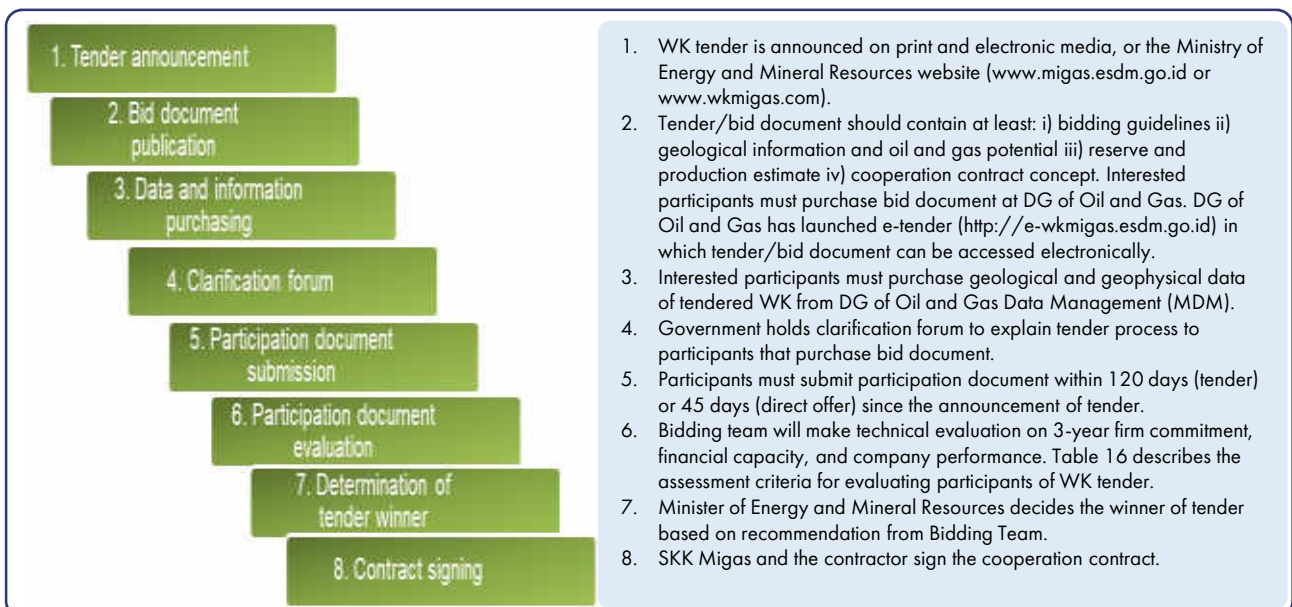 1. Tender announcement
2. Bid document
publication
3. Data and information
purchasing
4. Clarification forum
5. Participation document
submission
6. Participation document
evaluation
7. Determination of
tender winner
8. Contract signing
1. WK tender is announced on print and electronic media, or the Ministry of
Energy and Mineral Resources website (www.migas.esdm.go.id or
www.wkmigas.com).
2. Tender/bid document should contain at least: i) bidding guidelines ii)
geological information and oil and gas potential iii) reserve and
production estimate iv) cooperation contract concept. Interested
participants must purchase bid document at DG of Oil and Gas. DG of
Oil and Gas has launched e-tender (http://e-wkmigas.esdm.go.id) in
which tender/bid document can be accessed electronically.
3. Interested participants must purchase geological and geophysical data
of tendered WK from DG of Oil and Gas Data Management (MDM).
4. Government holds clarification forum to explain tender process to
participants that purchase bid document.
5. Participants must submit participation document within 120 days (tender)
or 45 days (direct offer) since the announcement of tender.
6. Bidding team will make technical evaluation on 3-year firm commitment,
financial capacity, and company performance. Table 16 describes the
assessment criteria for evaluating participants of WK tender.
7. Minister of Energy and Mineral Resources decides the winner of tender
based on recommendation from Bidding Team.
8. SKK Migas and the contractor sign the cooperation contract.